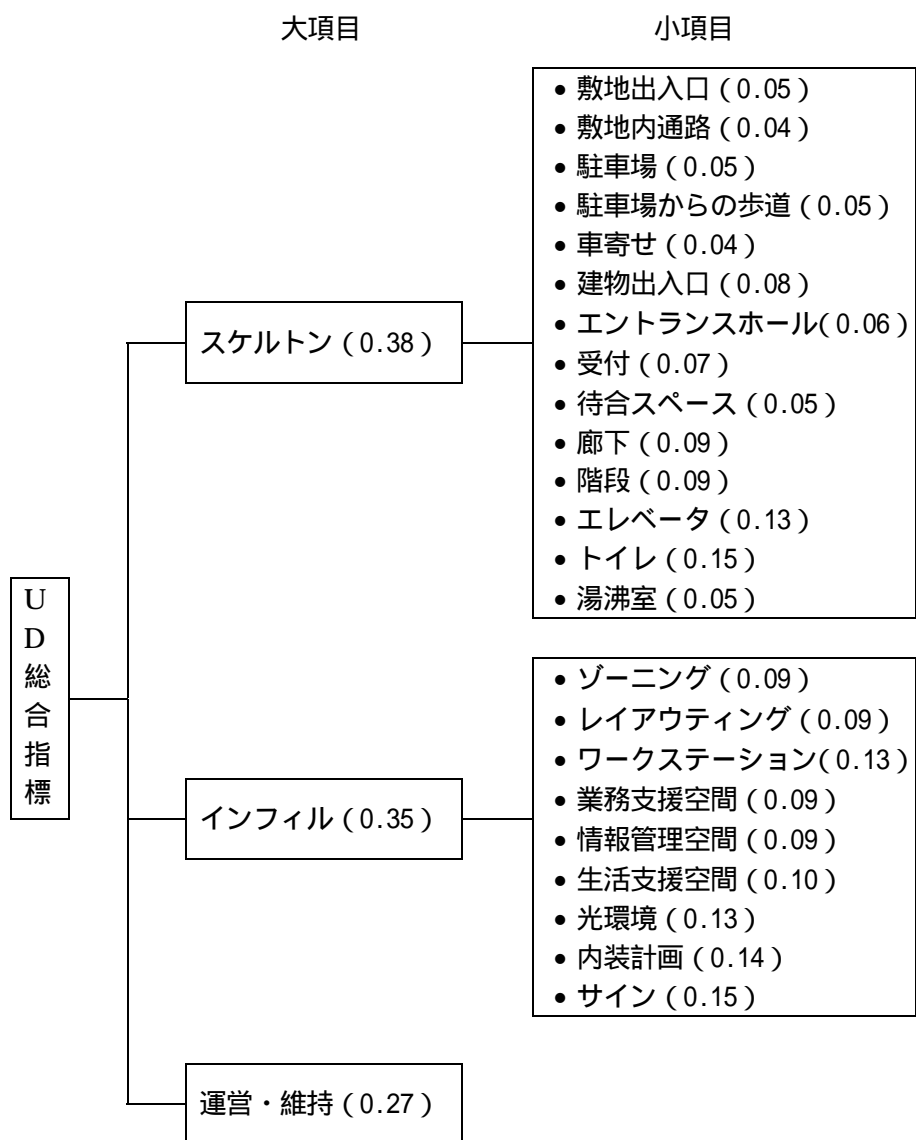 大項目
小項目
UD総合指標
スケルトン（0.38）
• 敷地出入口（0.05）
• 敷地内通路（0.04）
• 駐車場（0.05）
• 駐車場からの歩道（0.05）
• 車寄せ（0.04）
• 建物出入口（0.08）
• エントランスホール(0.06）
• 受付（0.07）
• 待合スペース（0.05）
• 廊下（0.09）
• 階段（0.09）
• エレベータ（0.13）
• トイレ（0.15）
• 湯沸室（0.05）
インフィル（0.35）
• ゾーニング（0.09）
• レイアウティング（0.09）
• ワークステーション(0.13）
• 業務支援空間（0.09）
• 情報管理空間（0.09）
• 生活支援空間（0.10）
• 光環境（0.13）
• 内装計画（0.14）
• サイン（0.15）
運営・維持（0.27）